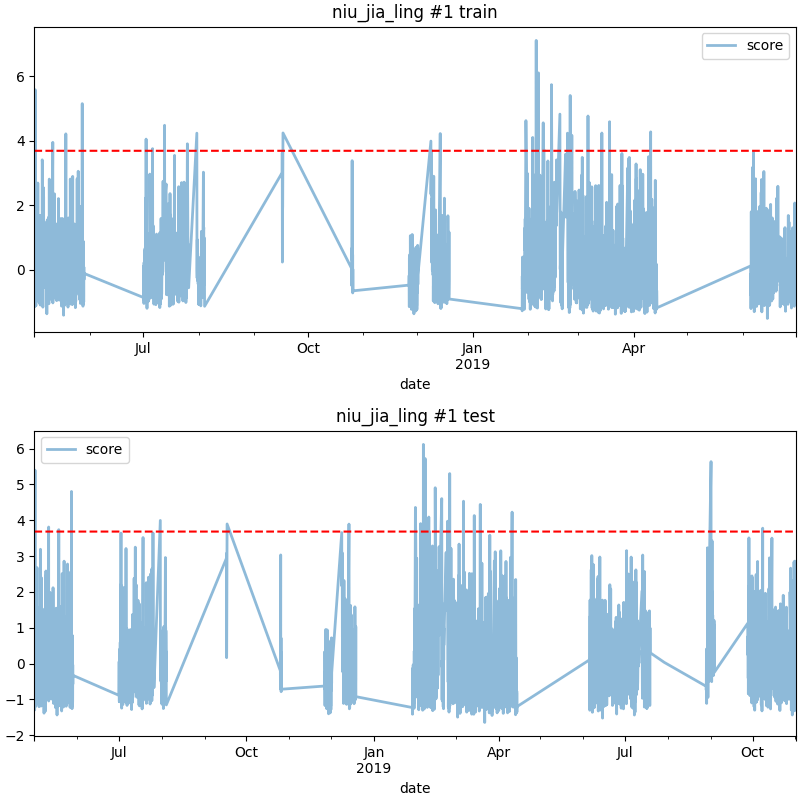 niu_jia_ling #1 train
score
6
4
2
0
Jul
Oct
Jan
2019
Apr
date
niu_jia_ling #1 test
score
6
5
4
3
2
1
0
−1
−2
Jul
Oct
Jan
2019
Apr
Jul
Oct
date